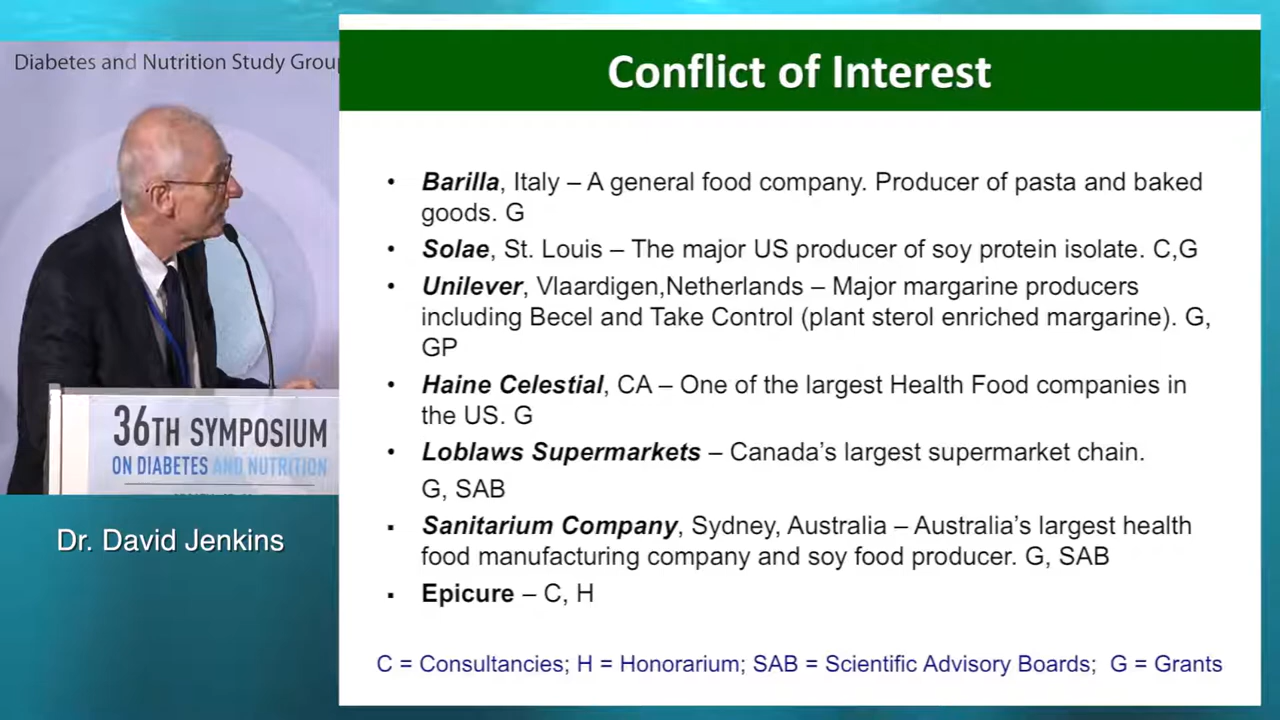 Diabetes and Nutrition Study Grou
36TH SYMPOSIUM
ON DIABETES AND NUTRITION
Dr. David Jenkins
Conflict of Interest
• Barilla, Italy – A general food company. Producer of pasta and baked
goods. G
• Solae, St. Louis – The major US producer of soy protein isolate. C,G
• Unilever, Vlaardigen,Netherlands – Major margarine producers
including Becel and Take Control (plant sterol enriched margarine). G,
GP
• Haine Celestial, CA – One of the largest Health Food companies in
the US. G
• Loblaws Supermarkets – Canada’s largest supermarket chain.
G, SAB
▪ Sanitarium Company, Sydney, Australia – Australia’s largest health
food manufacturing company and soy food producer. G, SAB
▪ Epicure – C, H
C = Consultancies; H = Honorarium; SAB = Scientific Advisory Boards; G = Grants